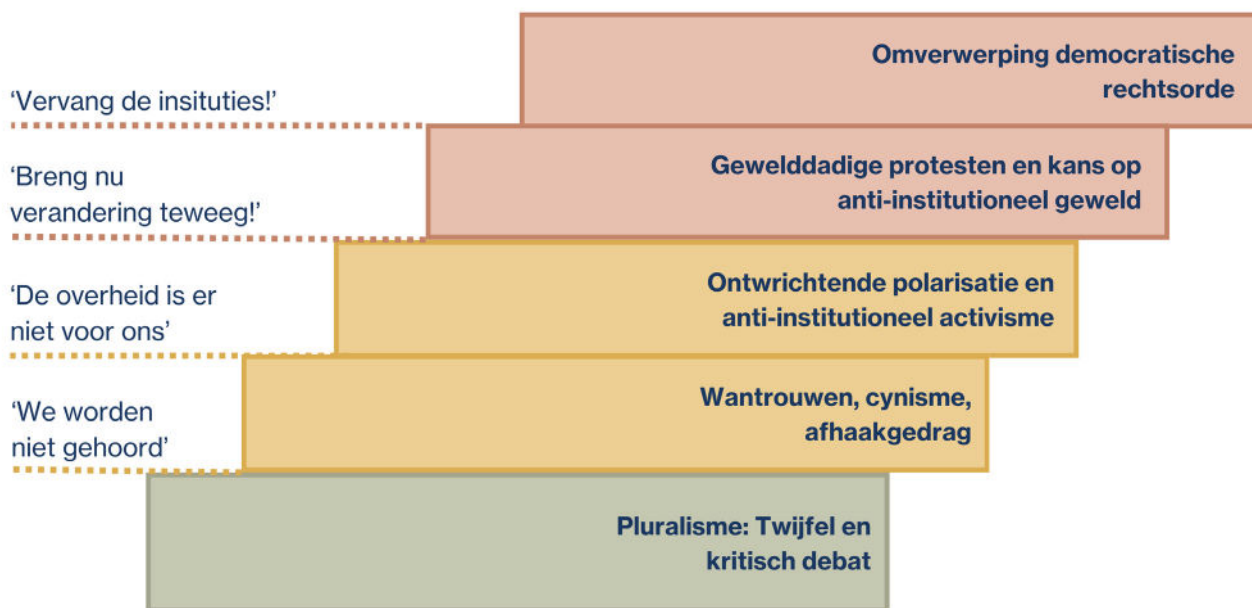 Omverwerping democratische
rechtsorde
‘Vervang de insituties!’
Gewelddadige protesten en kans op
anti-institutioneel geweld
‘Breng nu
verandering teweeg!’
Ontwrichtende polarisatie en
anti-institutioneel activisme
‘De overheid is er
niet voor ons’
Wantrouwen, cynisme,
afhaakgedrag
‘We worden
niet gehoord’
Pluralisme: Twijfel en
kritisch debat